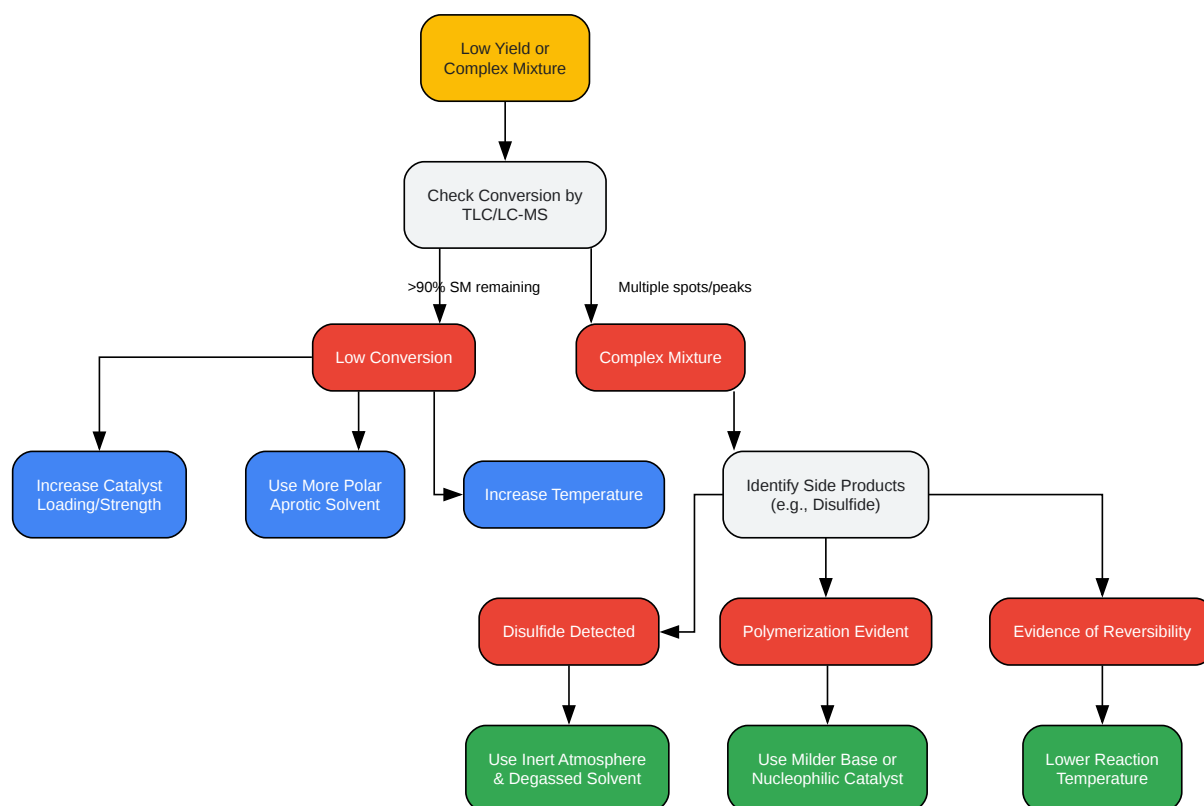 Low Yield or
Complex Mixture
Check Conversion by
TLC/LC-MS
>90% SM remaining
Multiple spots/peaks
Low Conversion
Complex Mixture
Increase Catalyst
Loading/Strength
Use More Polar
Aprotic Solvent
Increase Temperature
Identify Side Products
(e.g., Disulfide)
Disulfide Detected
Polymerization Evident
Evidence of Reversibility
Use Inert Atmosphere
& Degassed Solvent
Use Milder Base or
Nucleophilic Catalyst
Lower Reaction
Temperature